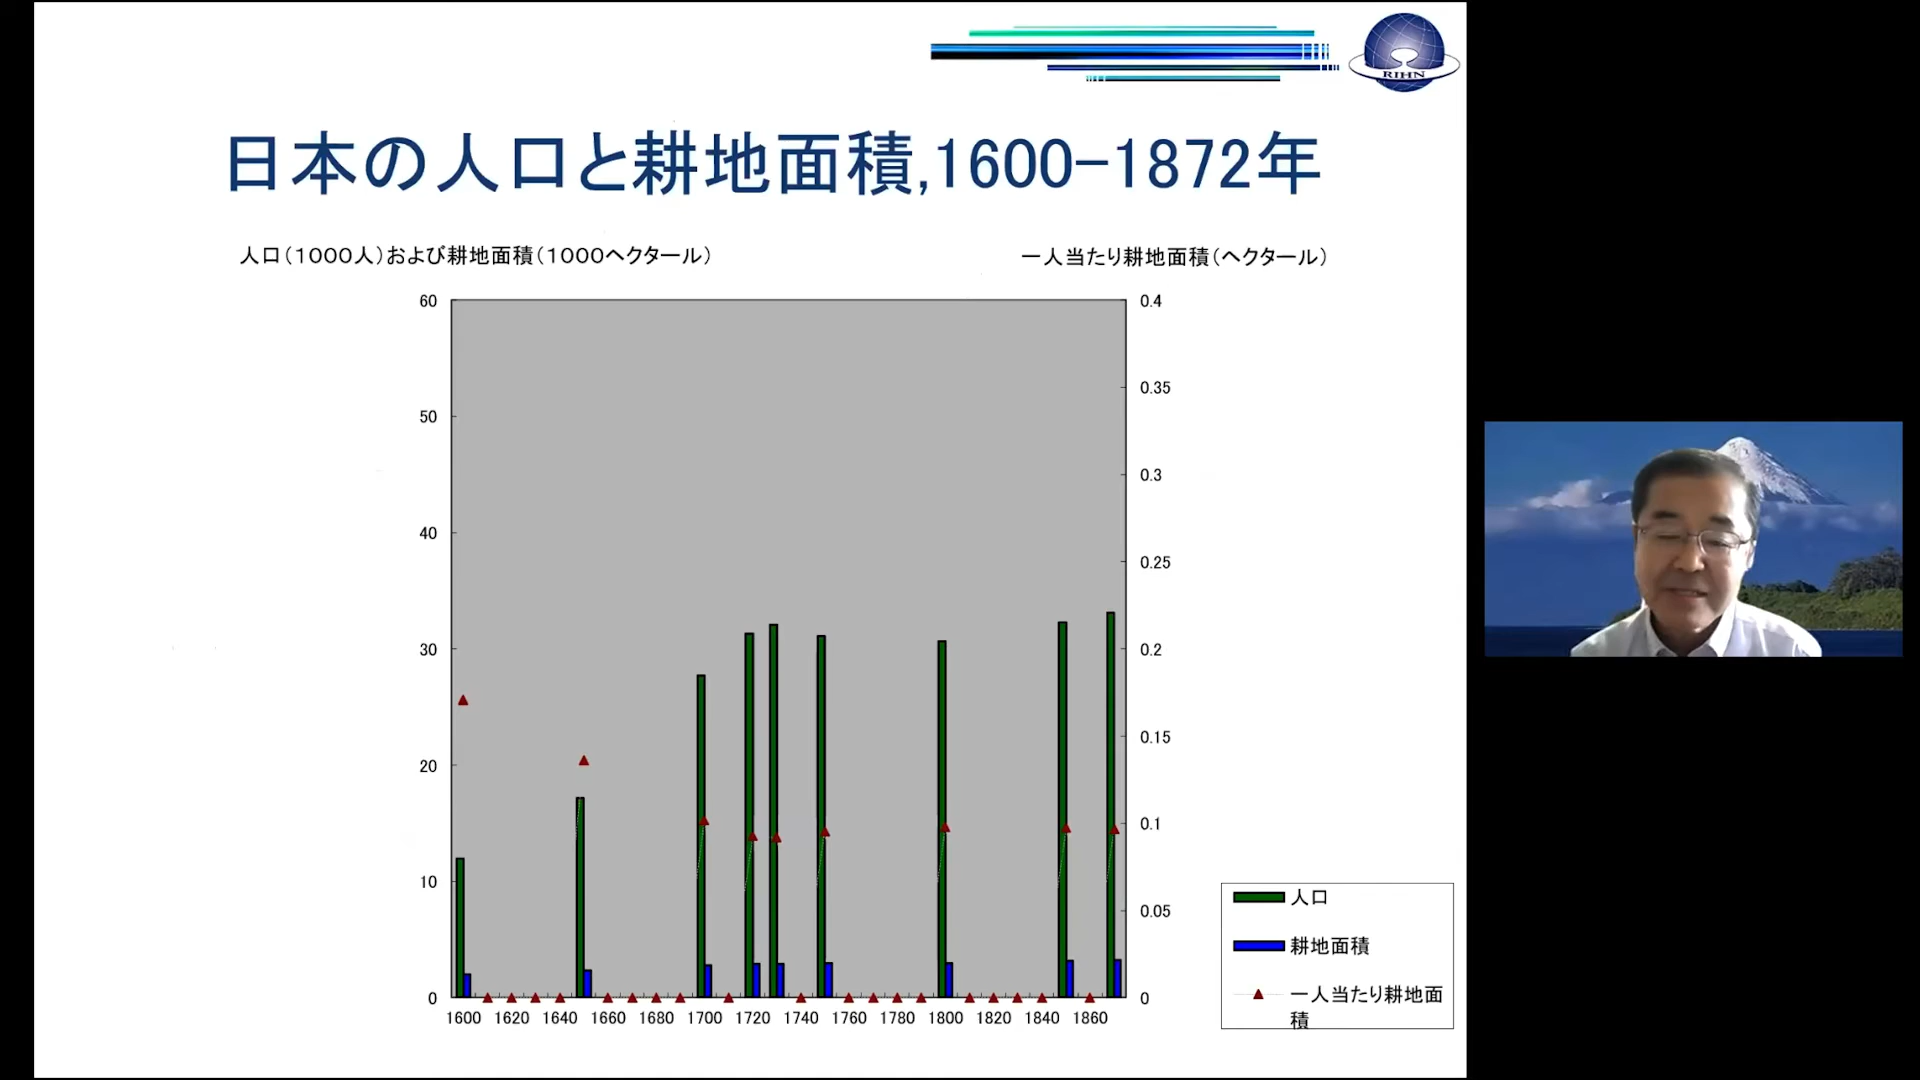 RIHN
日本の人口と耕地面積,1600-1872年
人口(1000人)および耕地面積(1000ヘクタール)
一人当たり耕地面積(ヘクタール)
60
50
40
30
20
10
0
0.4
0.35
0.3
0.25
0.2
0.15
0.1
0.05
0
1600 1620 1640 1660 1680 1700 1720 1740 1760 1780 1800 1820 1840 1860
人口
耕地面積
一人当たり耕地面
積